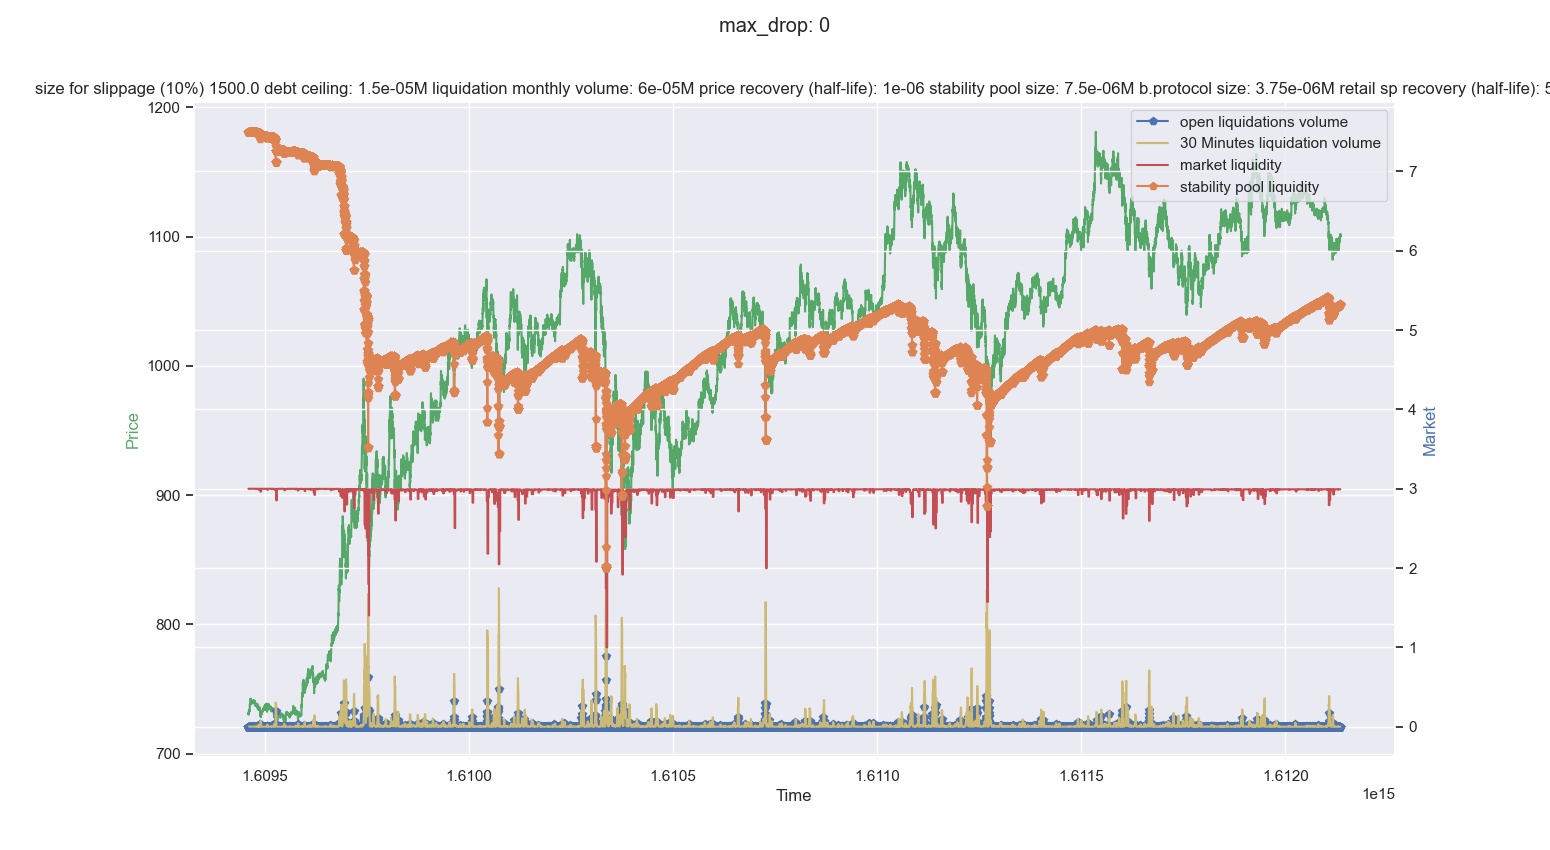 max_drop: 0
size for slippage (10%) 1500.0 debt ceiling: 1.5e-05M liquidation monthly volume: 6e-05M price recovery (half-life): 1e-06 stability pool size: 7.5e-06M b.protocol size: 3.75e-06M retail sp recovery (half-life):
open liquidations volume
30 Minutes liquidation volume
market liquidity
stability pool liquidity
1200
1100
1000
900
800
700
Price
7
6
5
4
3
2
1
0
Market
1.6095
1.6100
1.6105
1.6110
1.6115
1.6120
1e15
Time